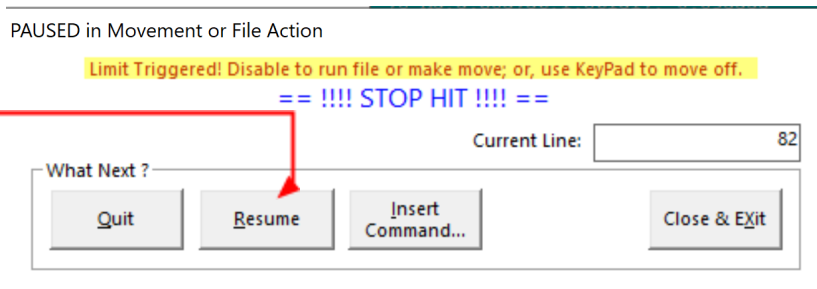 PAUSED in Movement or File Action
Limit Triggered! Disable to run file or make move; or, use KeyPad to move off.
== !!!! STOP HIT !!!! ==
Current Line: 82
What Next ?
Quit Resume Insert Command... Close & EXit